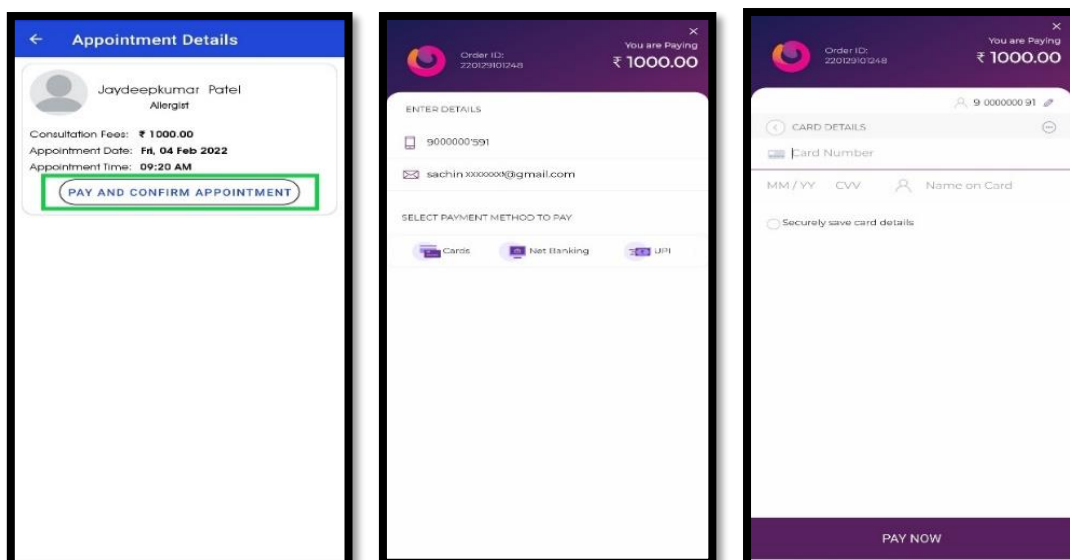 Appointment Details
Jaydeepkumar Patel
Allergist
Consultation Fees: ₹ 1000.00
Appointment Date: Fri, 04 Feb 2022
Appointment Time: 09:20 AM
PAY AND CONFIRM APPOINTMENT
Order ID:
220129101248
You are Paying
₹ 1000.00
ENTER DETAILS
9000000'591
sachin xxxxxxx@gmail.com
SELECT PAYMENT METHOD TO PAY
Cards Net Banking UPI
Order ID:
220129101248
You are Paying
₹ 1000.00
9 0000000 91
CARD DETAILS
Card Number
MM / YY CVV Name on Card
Securely save card details
PAY NOW